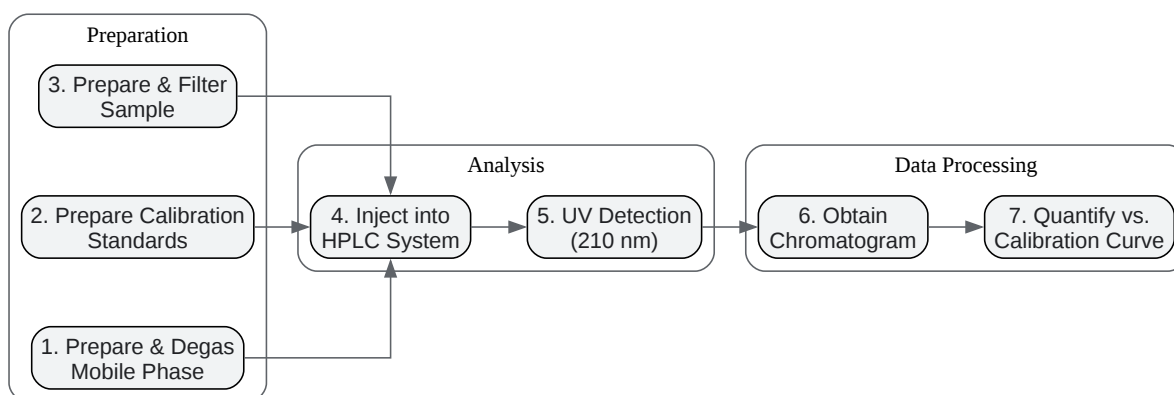 Preparation
3. Prepare & Filter
Sample
2. Prepare Calibration
Standards
1. Prepare & Degas
Mobile Phase
Analysis
4. Inject into
HPLC System
5. UV Detection
(210 nm)
Data Processing
6. Obtain
Chromatogram
7. Quantify vs.
Calibration Curve